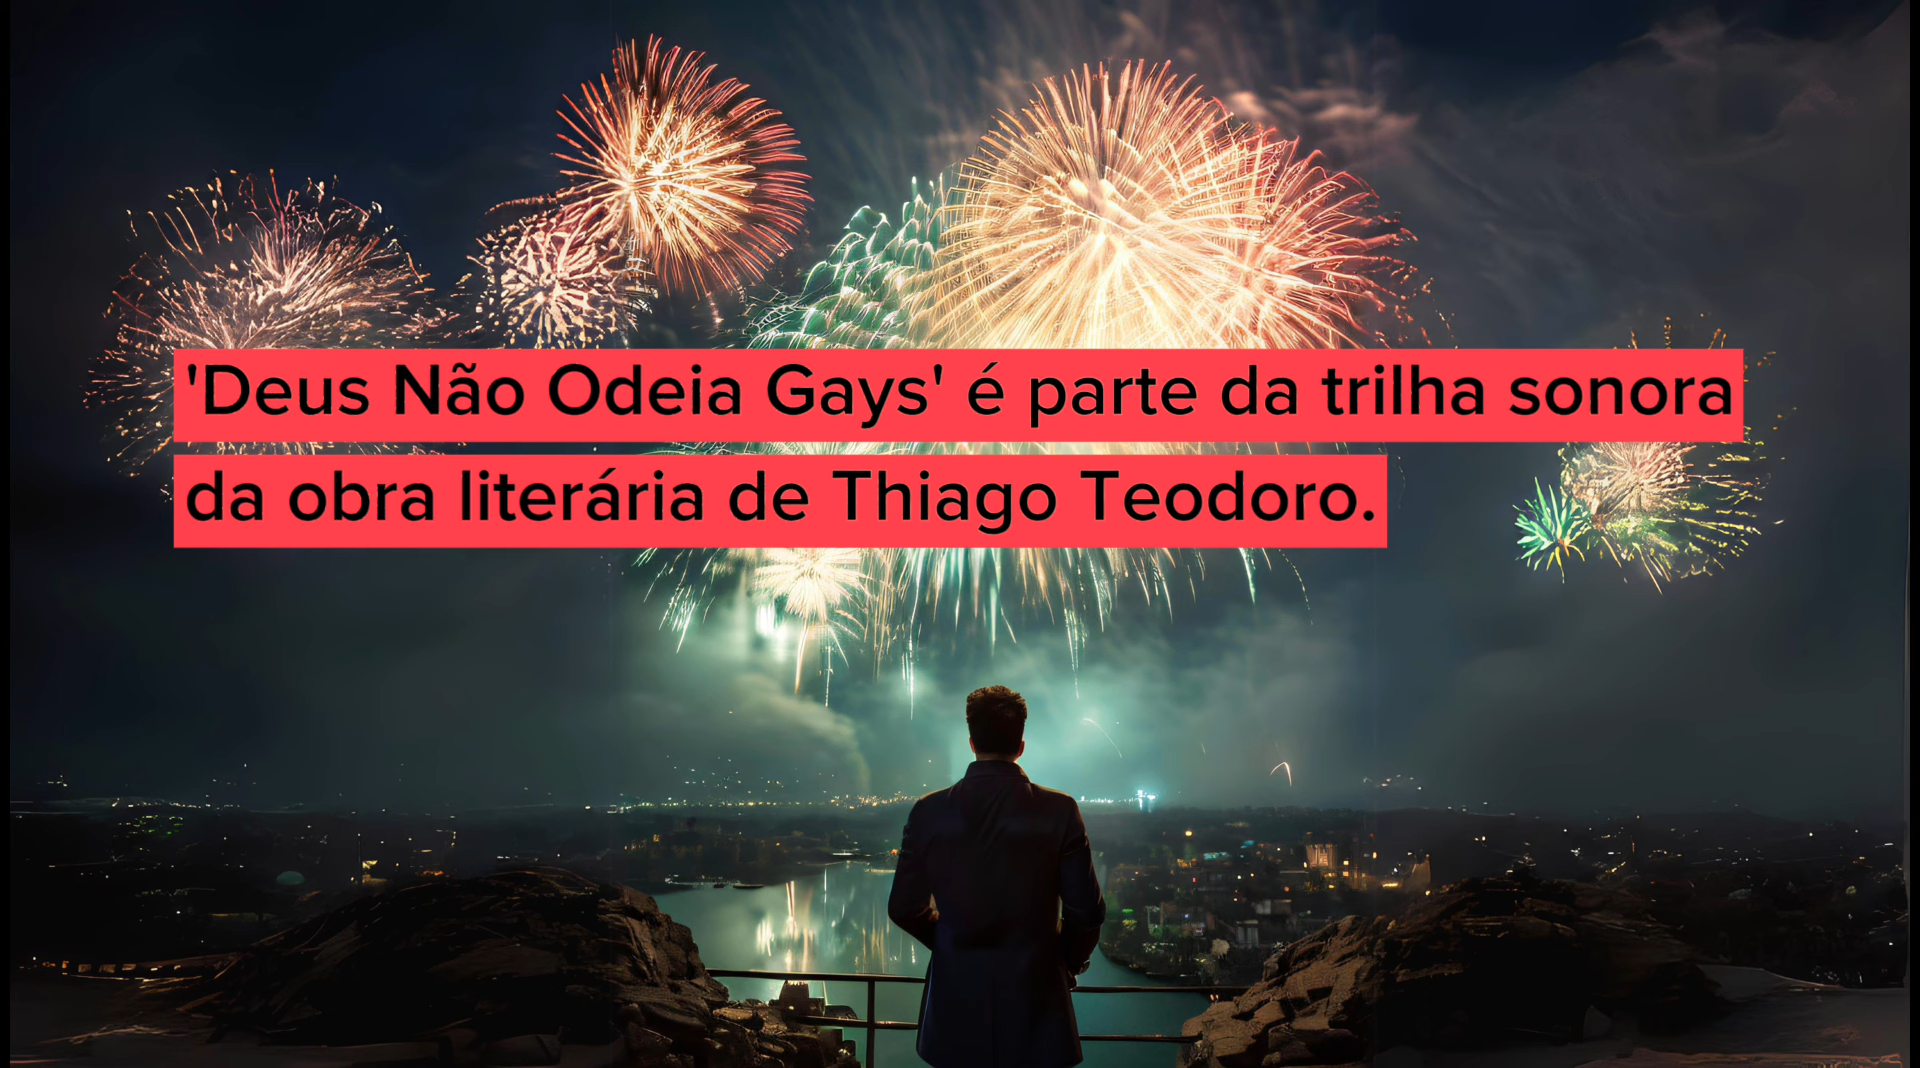 'Deus Não Odeia Gays' é parte da trilha sonora
da obra literária de Thiago Teodoro.